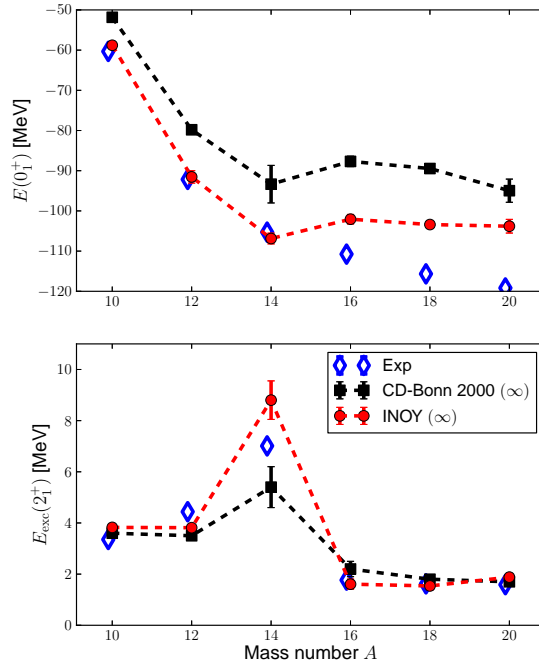 −50
−60
−70
−80
−90
−100
−110
−120
E(0₁⁺) [MeV]
10 12 14 16 18 20
10
8
6
4
2
0
E_exc(2₁⁺) [MeV]
Exp
CD-Bonn 2000 (∞)
INOY (∞)
10 12 14 16 18 20
Mass number A